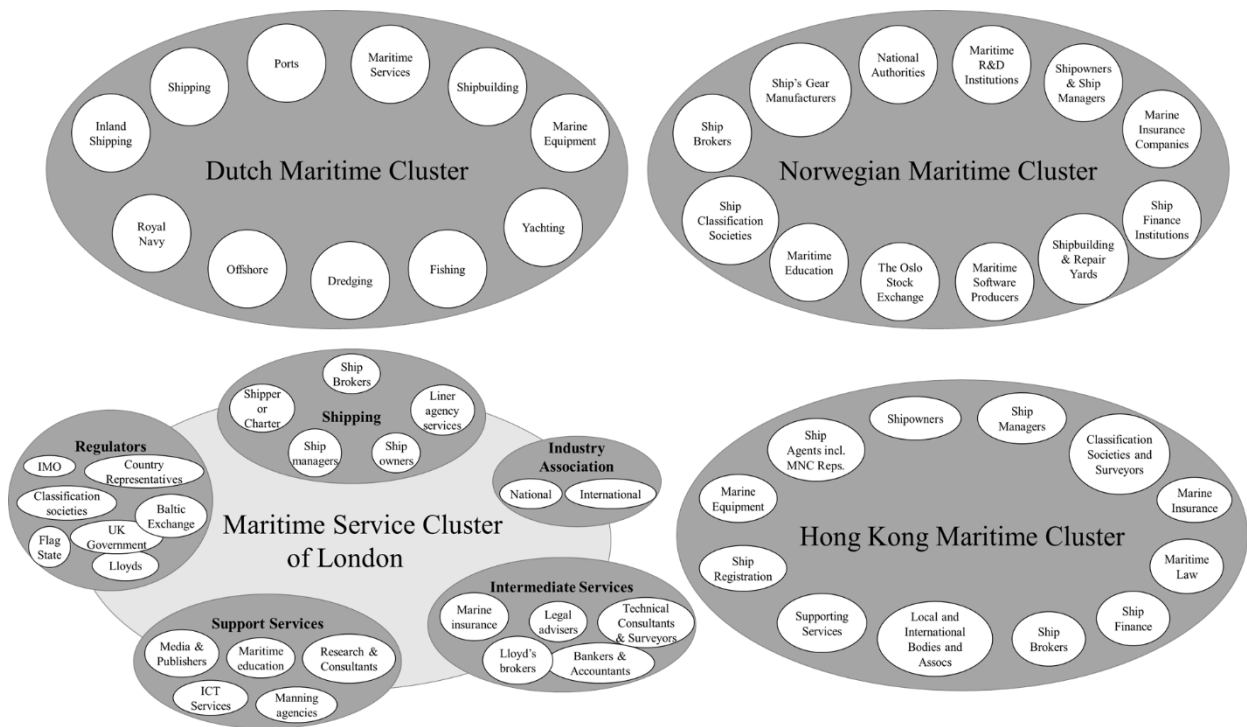 Ports
Maritime
Services
Shipping
Shipbuilding
Inland
Shipping
Marine
Equipment
Dutch Maritime Cluster
Royal
Navy
Yachting
Offshore
Dredging
Fishing
National
Authorities
Maritime
R&D
Institutions
Ship's Gear
Manufacturers
Shipowners
& Ship
Managers
Ship
Brokers
Marine
Insurance
Companies
Norwegian Maritime Cluster
Ship
Classification
Societies
Ship
Finance
Institutions
Maritime
Education
The Oslo
Stock
Exchange
Maritime
Software
Producers
Shipbuilding
& Repair
Yards
Ship
Brokers
Shipper
or
Charter
Shipping
Liner
agency
services
Ship
managers
Ship
owners
Regulators
IMO
Country
Representatives
Classification
societies
Baltic
Exchange
Flag
State
UK
Government
Lloyds
Industry
Association
National
International
Maritime Service Cluster
of London
Support Services
Media &
Publishers
Maritime
education
Research &
Consultants
ICT
Services
Manning
agencies
Intermediate Services
Marine
insurance
Legal
advisers
Technical
Consultants
& Surveyors
Lloyd's
brokers
Bankers &
Accountants
Shipowners
Ship
Managers
Ship
Agents incl.
MNC Reps.
Classification
Societies and
Surveyors
Marine
Equipment
Marine
Insurance
Hong Kong Maritime Cluster
Ship
Registration
Maritime
Law
Supporting
Services
Local and
International
Bodies and
Assocs
Ship
Brokers
Ship
Finance